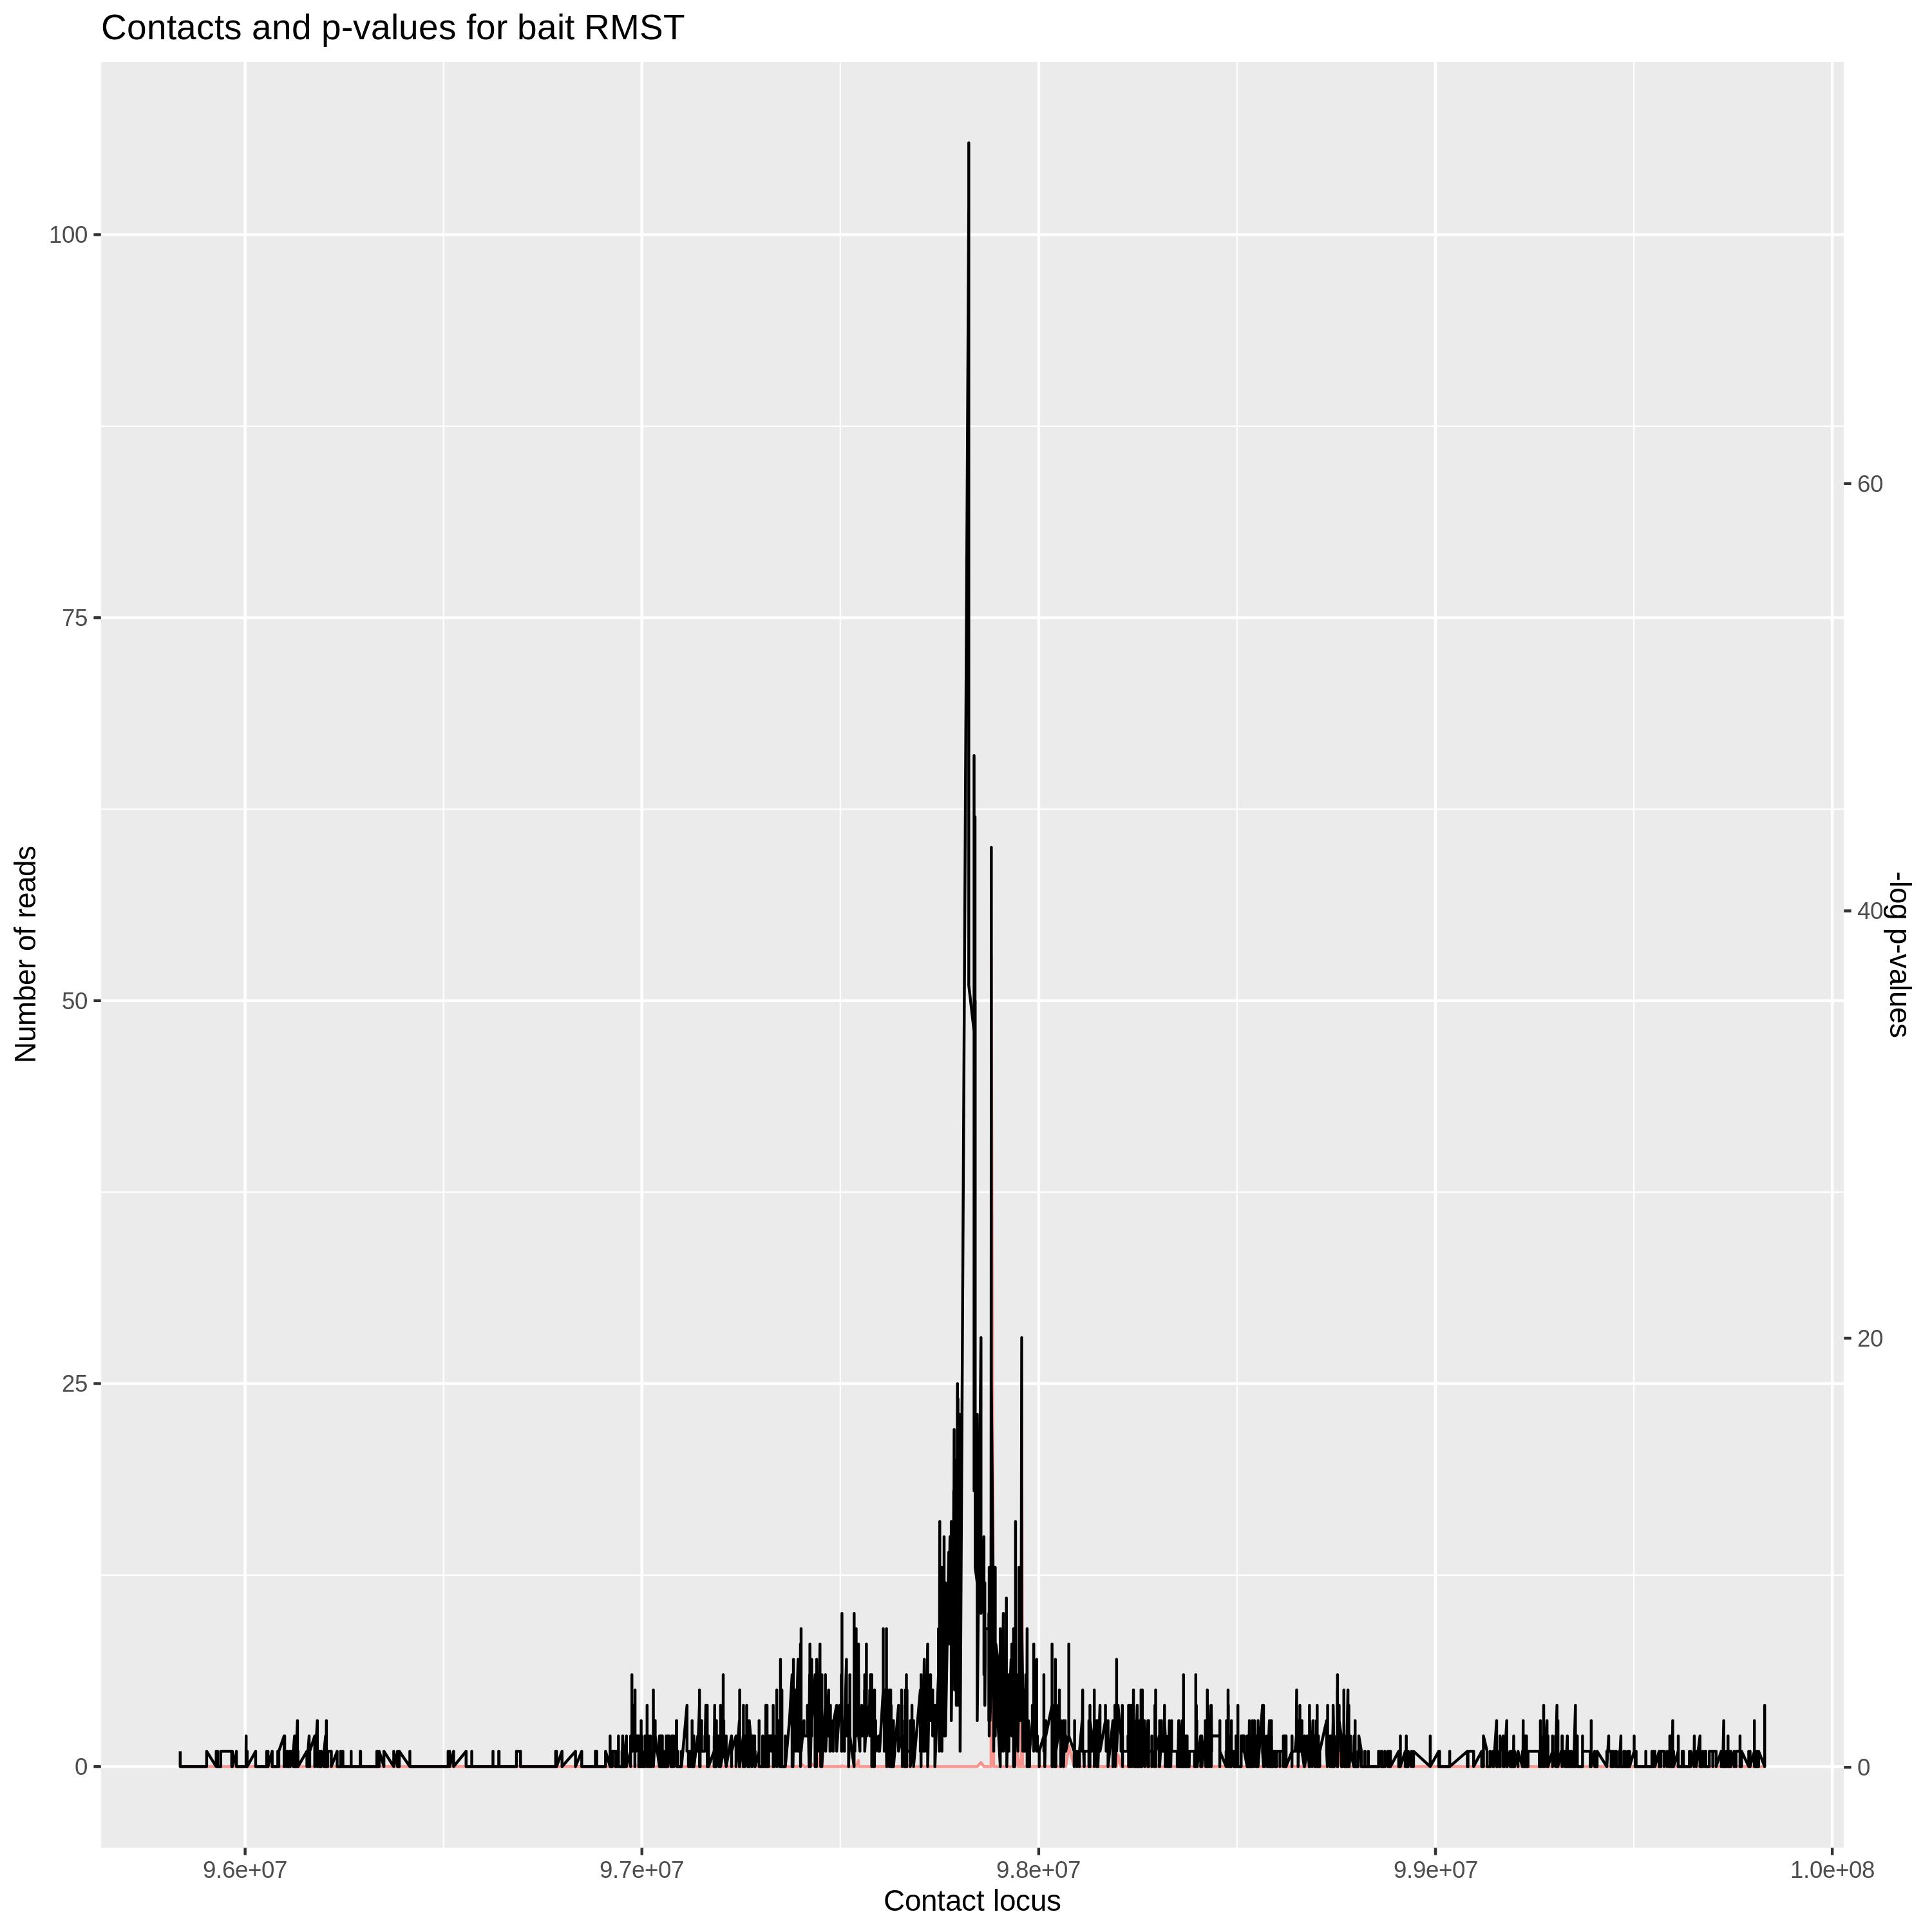 Contacts and p-values for bait RMST
100
75
50
25
0
60
40
20
0
Number of reads
-log p-values
9.6e+07
9.7e+07
9.8e+07
9.9e+07
1.0e+08
Contact locus